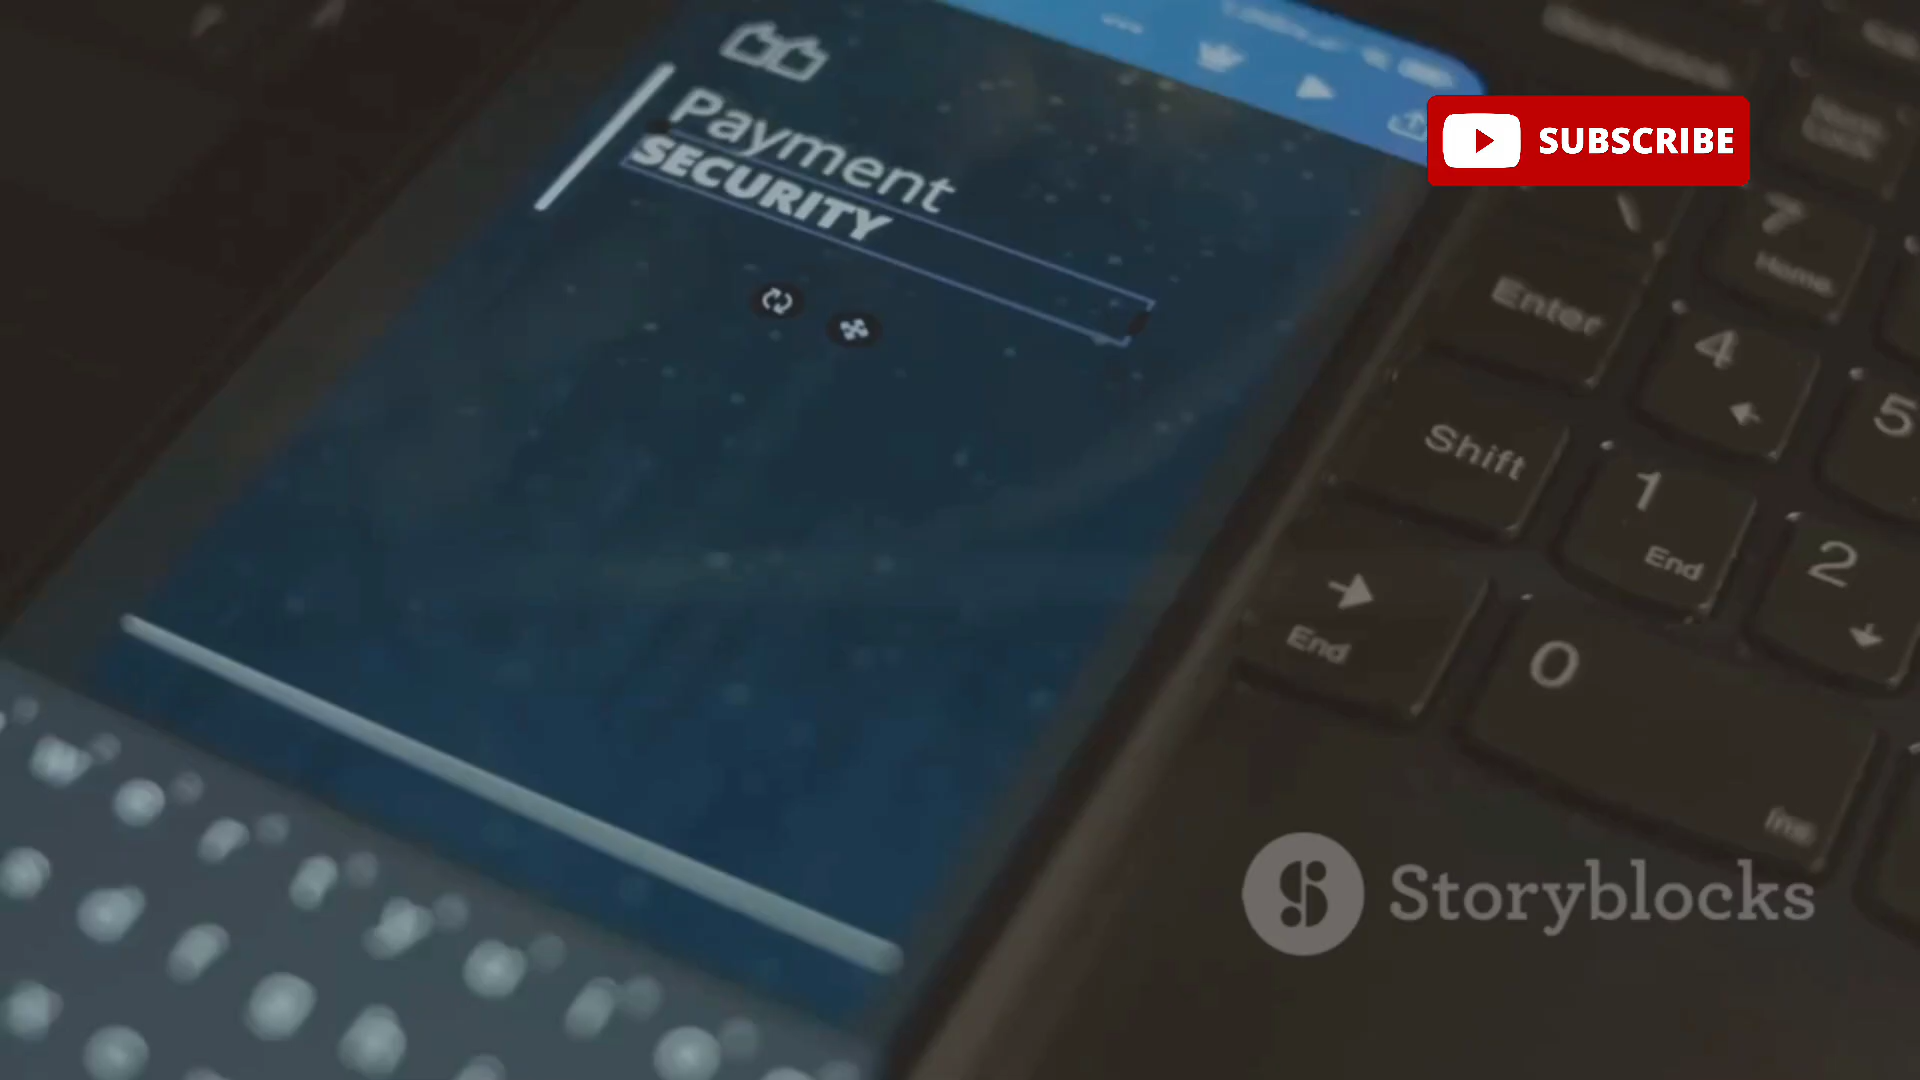 Payment
SECURITY
SUBSCRIBE
7
Home
Enter
4
5
Shift
1
End
2
End
0
Ins
Storyblocks